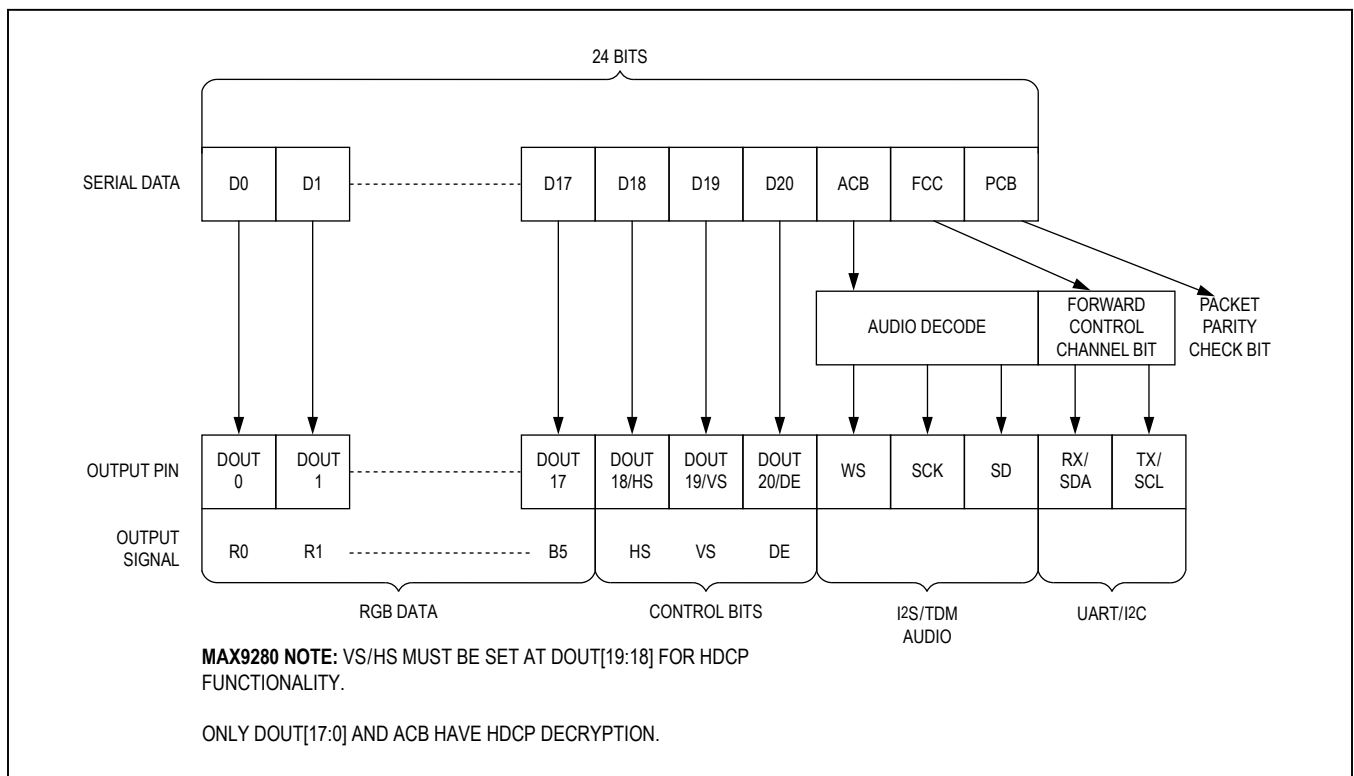 24 BITS
SERIAL DATA
D0 D1 D17 D18 D19 D20 ACB FCC PCB
AUDIO DECODE
FORWARD
CONTROL
CHANNEL BIT
PACKET
PARITY
CHECK BIT
OUTPUT PIN
DOUT
0
DOUT
1
DOUT
17
DOUT
18/HS
DOUT
19/VS
DOUT
20/DE
WS
SCK
SD
RX/
SDA
TX/
SCL
OUTPUT
SIGNAL
R0 R1 B5 HS VS DE
RGB DATA
CONTROL BITS
I2S/TDM
AUDIO
UART/I2C
MAX9280 NOTE: VS/HS MUST BE SET AT DOUT[19:18] FOR HDCP
FUNCTIONALITY.
ONLY DOUT[17:0] AND ACB HAVE HDCP DECRYPTION.